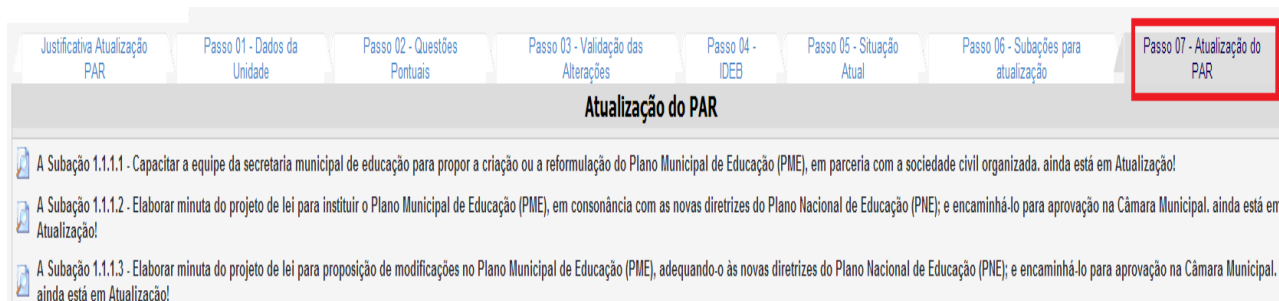 Justificativa Atualização
PAR
Passo 01 - Dados da
Unidade
Passo 02 - Questões
Pontuais
Passo 03 - Validação das
Alterações
Passo 04 -
IDEB
Passo 05 - Situação
Atual
Passo 06 - Subações para
atualização
Passo 07 - Atualização do
PAR
Atualização do PAR
A Subação 1.1.1.1 - Capacitar a equipe da secretaria municipal de educação para propor a criação ou a reformulação do Plano Municipal de Educação (PME), em parceria com a sociedade civil organizada. ainda está em Atualização!
A Subação 1.1.1.2 - Elaborar minuta do projeto de lei para instituir o Plano Municipal de Educação (PME), em consonância com as novas diretrizes do Plano Nacional de Educação (PNE); e encaminhá-lo para aprovação na Câmara Municipal. ainda está em
Atualização!
A Subação 1.1.1.3 - Elaborar minuta do projeto de lei para proposição de modificações no Plano Municipal de Educação (PME), adequando-o às novas diretrizes do Plano Nacional de Educação (PNE); e encaminhá-lo para aprovação na Câmara Municipal.
ainda está em Atualização!